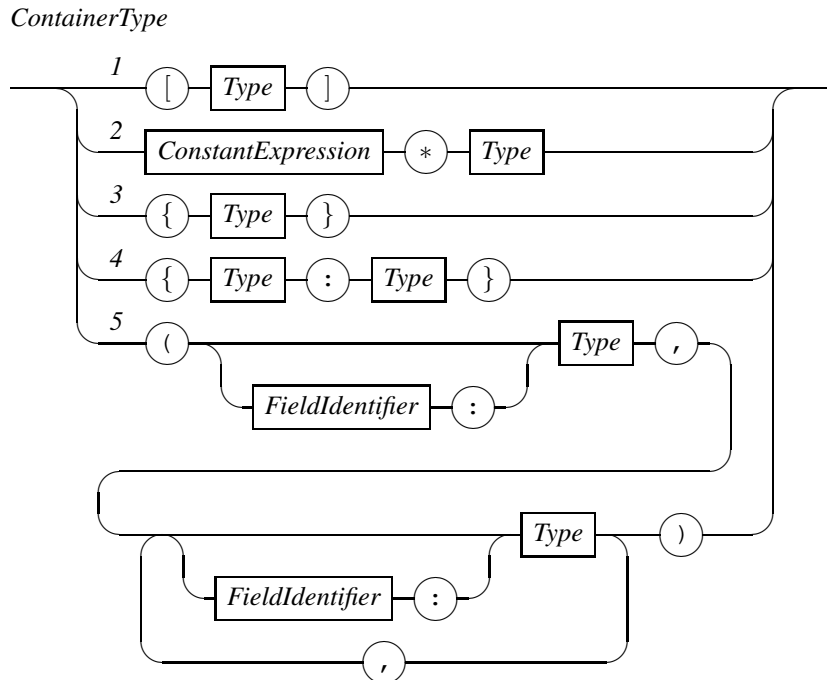 ContainerType
1 [ Type ]
2 ConstantExpression * Type
3 { Type }
4 { Type : Type }
5 ( Type ,
FieldIdentifier :
Type )
FieldIdentifier :
,